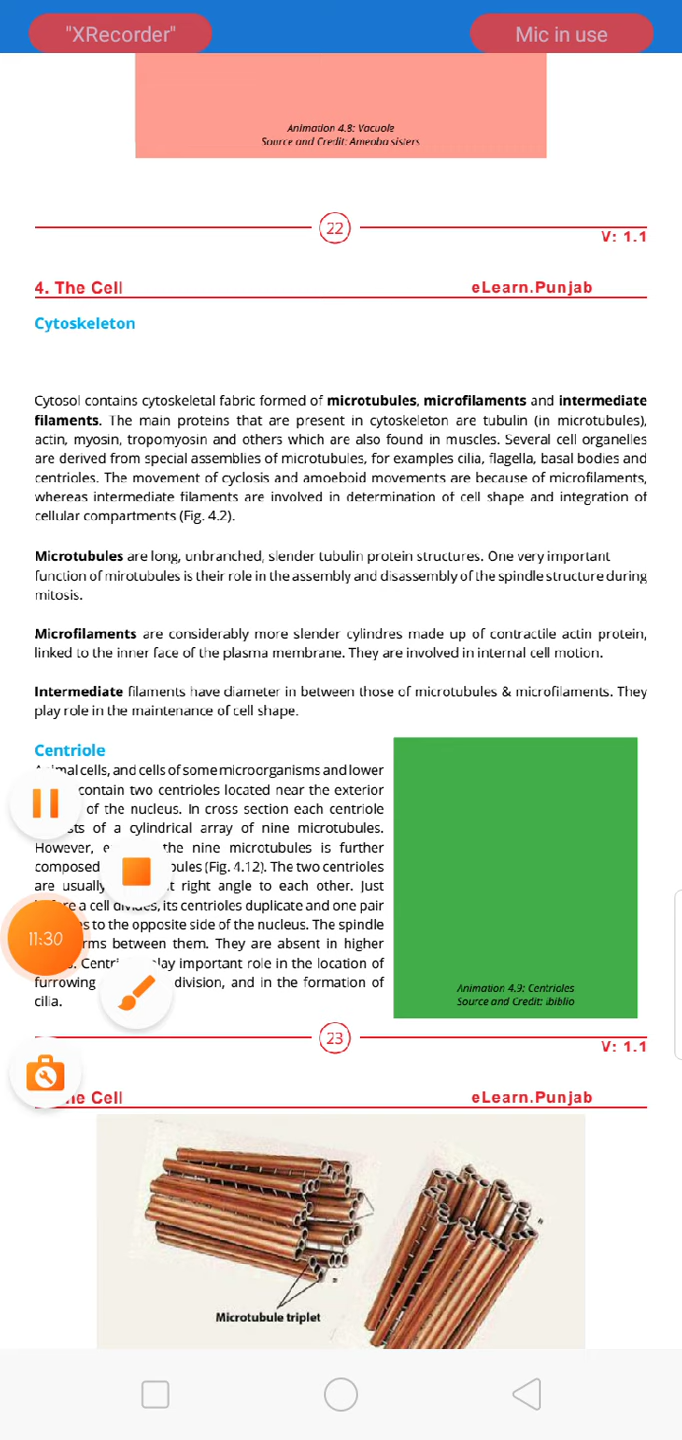 "XRecorder"
Mic in use
Animation 4.8: Vacuole
Source and Credit: Ameoba sisters
22
V: 1.1
4. The Cell
eLearn.Punjab
Cytoskeleton
Cytosol contains cytoskeletal fabric formed of microtubules, microfilaments and intermediate
filaments. The main proteins that are present in cytoskeleton are tubulin (in microtubules),
actin, myosin, tropomyosin and others which are also found in muscles. Several cell organelles
are derived from special assemblies of microtubules, for examples cilia, flagella, basal bodies and
centrioles. The movement of cyclosis and amoeboid movements are because of microfilaments,
whereas intermediate filaments are involved in determination of cell shape and integration of
cellular compartments (Fig. 4.2).
Microtubules are long, unbranched, slender tubulin protein structures. One very important
function of mirotubules is their role in the assembly and disassembly of the spindle structure during
mitosis.
Microfilaments are considerably more slender cylindres made up of contractile actin protein,
linked to the inner face of the plasma membrane. They are involved in internal cell motion.
Intermediate filaments have diameter in between those of microtubules & microfilaments. They
play role in the maintenance of cell shape.
Centriole
Animal cells, and cells of some microorganisms and lower
contain two centrioles located near the exterior
of the nucleus. In cross section each centriole
of a cylindrical array of nine microtubules.
However, the nine microtubules is further
composed (Fig. 4.12). The two centrioles
are usually at right angle to each other. Just
before a cell divides, its centrioles duplicate and one pair
to the opposite side of the nucleus. The spindle
between them. They are absent in higher
play important role in the location of
furrowing division, and in the formation of
cilia.
Animation 4.9: Centrioles
Source and Credit: ibiblio
11:30
23
V: 1.1
Cell
eLearn.Punjab
Microtubule triplet